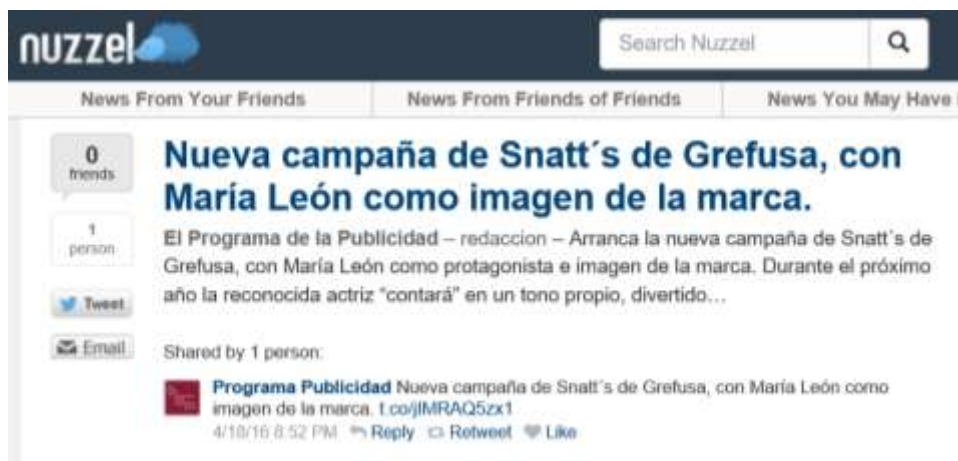 nuzzel
Search Nuzzel
News From Your Friends
News From Friends of Friends
News You May Have
0
friends
Nueva campaña de Snatt´s de Grefusa, con
María León como imagen de la marca.
1
person
El Programa de la Publicidad – redaccion – Arranca la nueva campaña de Snatt´s de
Grefusa, con María León como protagonista e imagen de la marca. Durante el próximo
año la reconocida actriz “contará” en un tono propio, divertido…
Tweet
Email
Shared by 1 person:
Programa Publicidad Nueva campaña de Snatt´s de Grefusa, con María León como
imagen de la marca. t.co/jlMRAQ5zx1
4/10/16 8:52 PM Reply Retweet Like